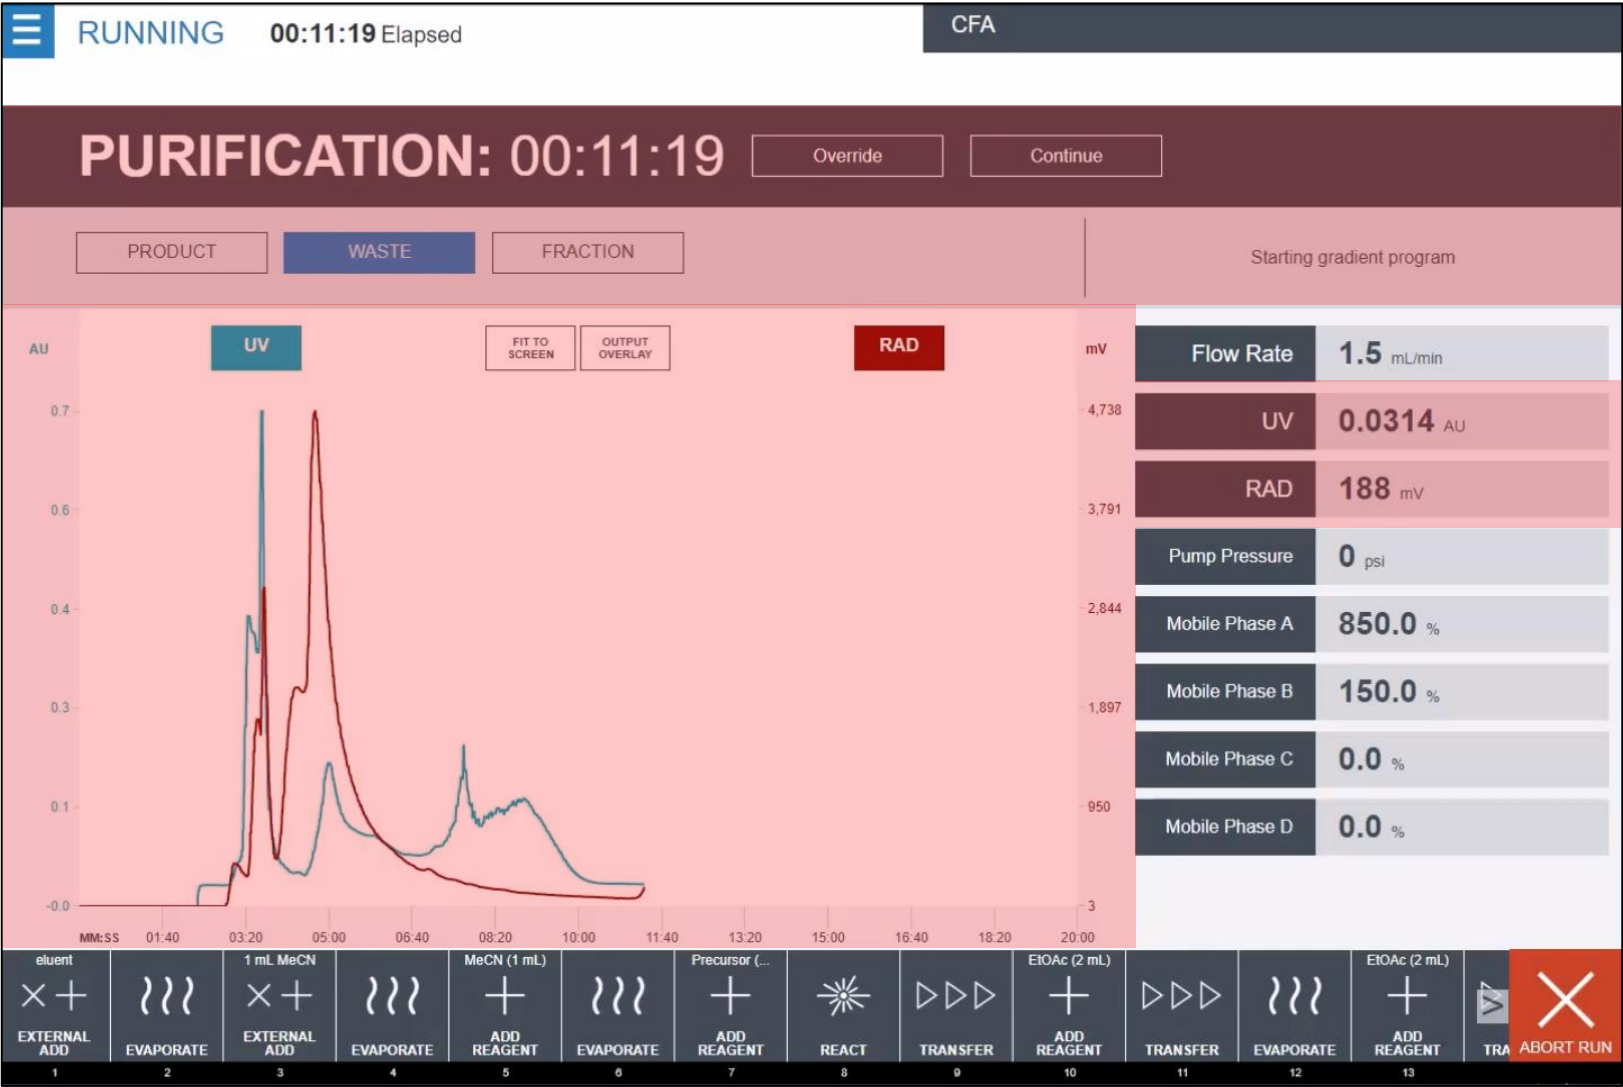 RUNNING 00:11:19 Elapsed CFA
PURIFICATION: 00:11:19 Override Continue
PRODUCT WASTE FRACTION Starting gradient program
AU UV FIT TO SCREEN OUTPUT OVERLAY RAD mV
0.7 4,738
0.6 3,791
0.4 2,844
0.3 1,897
0.1 950
-0.0 3
MM:SS 01:40 03:20 05:00 06:40 08:20 10:00 11:40 13:20 15:00 16:40 18:20 20:00
Flow Rate 1.5 mL/min
UV 0.0314 AU
RAD 188 mV
Pump Pressure 0 psi
Mobile Phase A 850.0 %
Mobile Phase B 150.0 %
Mobile Phase C 0.0 %
Mobile Phase D 0.0 %
eluent 1 mL MeCN MeCN (1 mL) Precursor (... EtOAc (2 mL) EtOAc (2 mL)
EXTERNAL ADD EVAPORATE EXTERNAL ADD EVAPORATE ADD REAGENT EVAPORATE ADD REAGENT REACT TRANSFER ADD REAGENT TRANSFER EVAPORATE ADD REAGENT TRA ABORT RUN
1 2 3 4 5 6 7 8 9 10 11 12 13